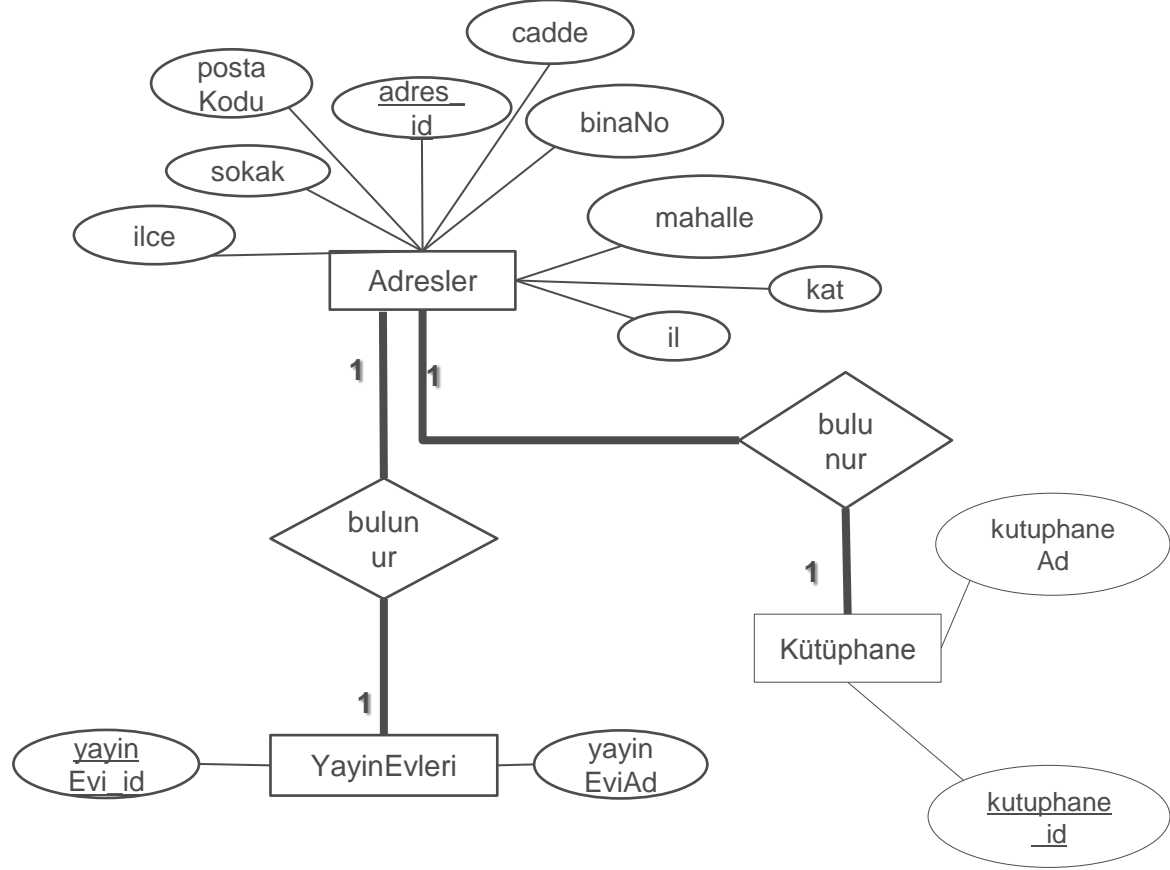 cadde
posta
Kodu
adres_
id
binaNo
sokak
mahalle
ilce
Adresler
kat
il
1
1
bulu
nur
bulun
ur
kutuphane
Ad
1
Kütüphane
1
yayin
Evi_id
YayinEvleri
yayin
EviAd
kutuphane
_id